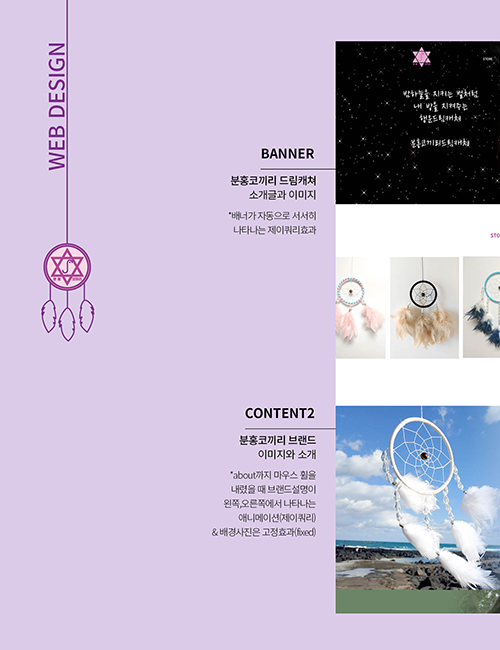 WEB DESIGN
STORE
밤하늘을 지키는 별처럼
내 밤을 지켜주는
행운드림캐쳐
분홍코끼리드림캐쳐
BANNER
분홍코끼리 드림캐쳐
소개글과 이미지
*배너가 자동으로 서서히
나타나는 제이쿼리효과
STO
CONTENT2
분홍코끼리 브랜드
이미지와 소개
*about까지 마우스 휠을
내렸을 때 브랜드설명이
왼쪽,오른쪽에서 나타나는
애니메이션(제이쿼리)
& 배경사진은 고정효과(fixed)